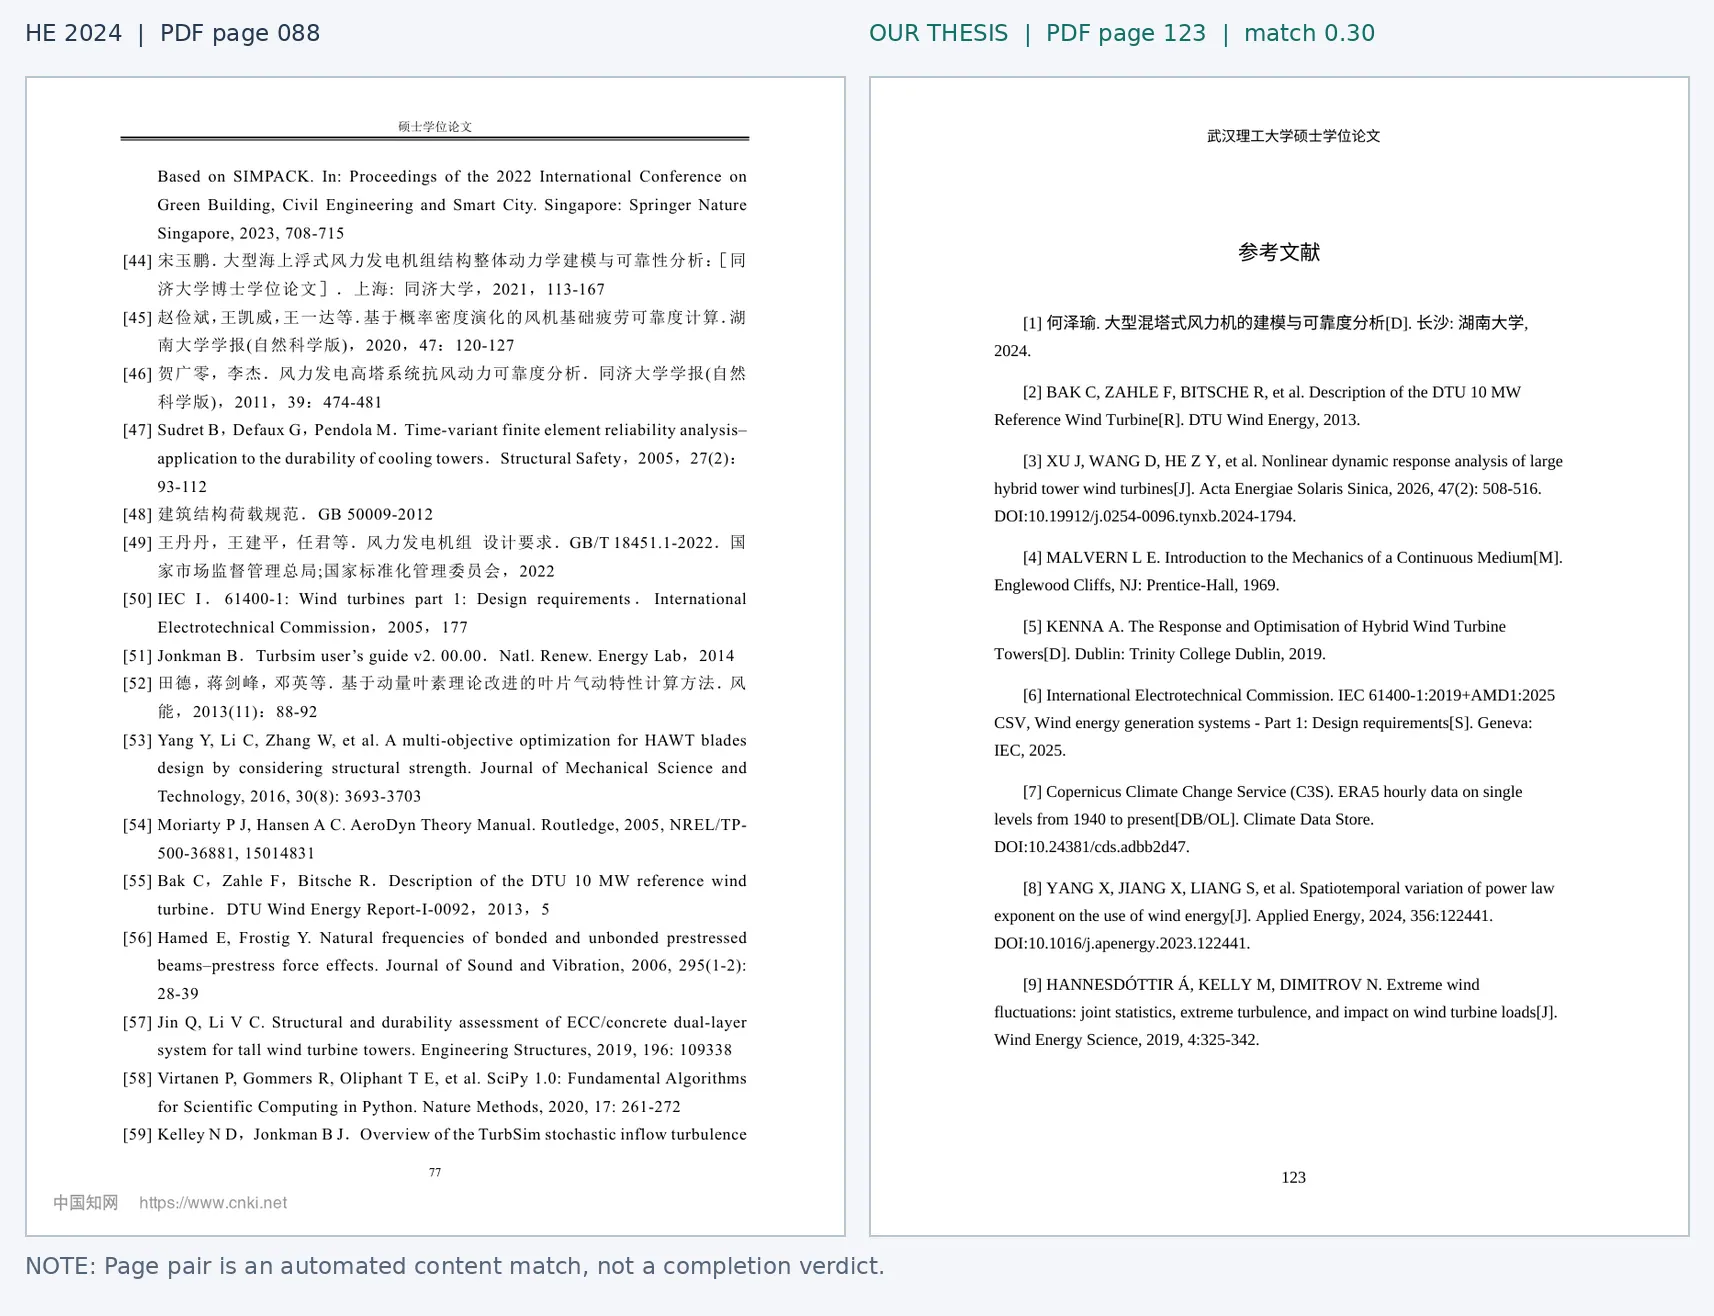 HE 2024 | PDF page 088
硕士学位论文
Based on SIMPACK. In: Proceedings of the 2022 International Conference on
Green Building, Civil Engineering and Smart City. Singapore: Springer Nature
Singapore, 2023, 708-715
[44] 宋玉鹏．大型海上浮式风力发电机组结构整体动力学建模与可靠性分析：［同
济大学博士学位论文］．上海：同济大学，2021，113-167
[45] 赵俭斌，王凯威，王一达等．基于概率密度演化的风机基础疲劳可靠度计算．湖
南大学学报(自然科学版)，2020，47：120-127
[46] 贺广零，李杰．风力发电高塔系统抗风动力可靠度分析．同济大学学报(自然
科学版)，2011，39：474-481
[47] Sudret B，Defaux G，Pendola M．Time-variant finite element reliability analysis–
application to the durability of cooling towers．Structural Safety，2005，27(2)：
93-112
[48] 建筑结构荷载规范．GB 50009-2012
[49] 王丹丹，王建平，任君等．风力发电机组 设计要求．GB/T 18451.1-2022．国
家市场监督管理总局;国家标准化管理委员会，2022
[50] IEC I．61400-1: Wind turbines part 1: Design requirements．International
Electrotechnical Commission，2005，177
[51] Jonkman B．Turbsim user’s guide v2. 00.00．Natl. Renew. Energy Lab，2014
[52] 田德，蒋剑峰，邓英等．基于动量叶素理论改进的叶片气动特性计算方法．风
能，2013(11)：88-92
[53] Yang Y, Li C, Zhang W, et al. A multi-objective optimization for HAWT blades
design by considering structural strength. Journal of Mechanical Science and
Technology, 2016, 30(8): 3693-3703
[54] Moriarty P J, Hansen A C. AeroDyn Theory Manual. Routledge, 2005, NREL/TP-
500-36881, 15014831
[55] Bak C，Zahle F，Bitsche R．Description of the DTU 10 MW reference wind
turbine．DTU Wind Energy Report-I-0092，2013，5
[56] Hamed E, Frostig Y. Natural frequencies of bonded and unbonded prestressed
beams–prestress force effects. Journal of Sound and Vibration, 2006, 295(1-2):
28-39
[57] Jin Q, Li V C. Structural and durability assessment of ECC/concrete dual-layer
system for tall wind turbine towers. Engineering Structures, 2019, 196: 109338
[58] Virtanen P, Gommers R, Oliphant T E, et al. SciPy 1.0: Fundamental Algorithms
for Scientific Computing in Python. Nature Methods, 2020, 17: 261-272
[59] Kelley N D，Jonkman B J．Overview of the TurbSim stochastic inflow turbulence
77
中国知网 https://www.cnki.net
OUR THESIS | PDF page 123 | match 0.30
武汉理工大学硕士学位论文
参考文献
[1] 何泽瑜. 大型混塔式风力机的建模与可靠度分析[D]. 长沙: 湖南大学,
2024.
[2] BAK C, ZAHLE F, BITSCHE R, et al. Description of the DTU 10 MW
Reference Wind Turbine[R]. DTU Wind Energy, 2013.
[3] XU J, WANG D, HE Z Y, et al. Nonlinear dynamic response analysis of large
hybrid tower wind turbines[J]. Acta Energiae Solaris Sinica, 2026, 47(2): 508-516.
DOI:10.19912/j.0254-0096.tynxb.2024-1794.
[4] MALVERN L E. Introduction to the Mechanics of a Continuous Medium[M].
Englewood Cliffs, NJ: Prentice-Hall, 1969.
[5] KENNA A. The Response and Optimisation of Hybrid Wind Turbine
Towers[D]. Dublin: Trinity College Dublin, 2019.
[6] International Electrotechnical Commission. IEC 61400-1:2019+AMD1:2025
CSV, Wind energy generation systems - Part 1: Design requirements[S]. Geneva:
IEC, 2025.
[7] Copernicus Climate Change Service (C3S). ERA5 hourly data on single
levels from 1940 to present[DB/OL]. Climate Data Store.
DOI:10.24381/cds.adbb2d47.
[8] YANG X, JIANG X, LIANG S, et al. Spatiotemporal variation of power law
exponent on the use of wind energy[J]. Applied Energy, 2024, 356:122441.
DOI:10.1016/j.apenergy.2023.122441.
[9] HANNESDÓTTIR Á, KELLY M, DIMITROV N. Extreme wind
fluctuations: joint statistics, extreme turbulence, and impact on wind turbine loads[J].
Wind Energy Science, 2019, 4:325-342.
123
NOTE: Page pair is an automated content match, not a completion verdict.